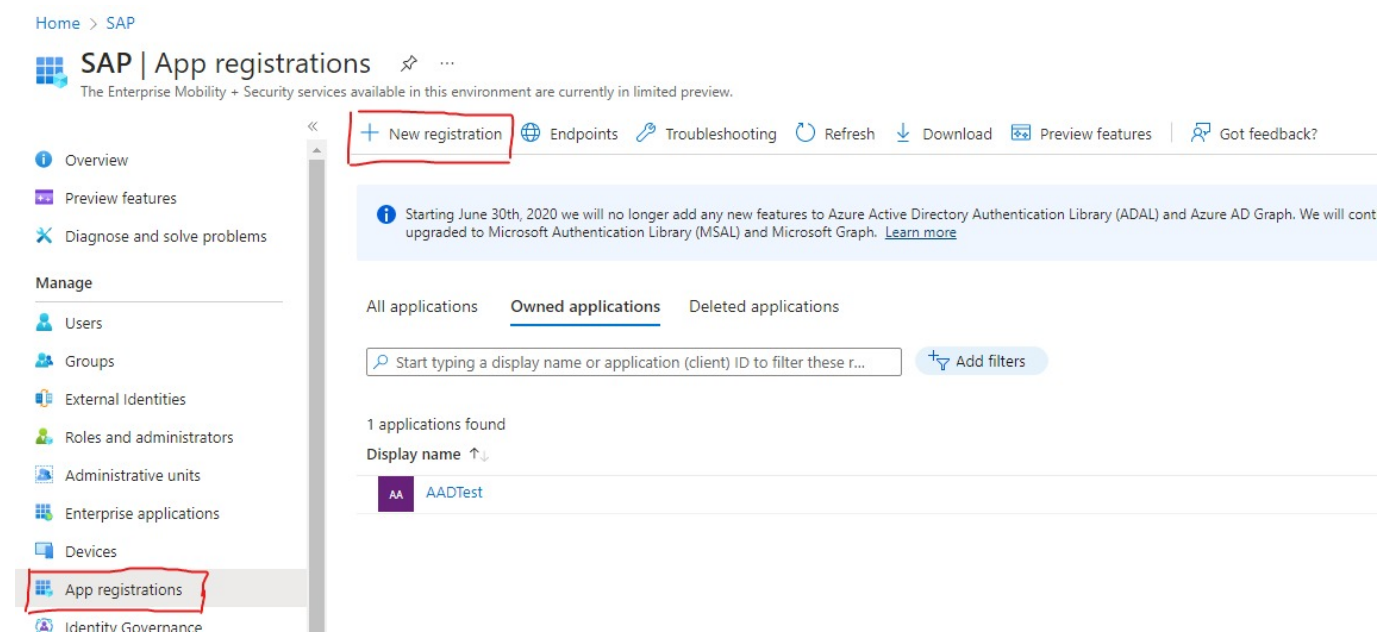 Home > SAP
SAP | App registrations
The Enterprise Mobility + Security services available in this environment are currently in limited preview.
New registration Endpoints Troubleshooting Refresh Download Preview features Got feedback?
Overview
Preview features
Diagnose and solve problems
Manage
Users
Groups
External Identities
Roles and administrators
Administrative units
Enterprise applications
Devices
App registrations
Identity Governance
Starting June 30th, 2020 we will no longer add any new features to Azure Active Directory Authentication Library (ADAL) and Azure AD Graph. We will cont
upgraded to Microsoft Authentication Library (MSAL) and Microsoft Graph. Learn more
All applications Owned applications Deleted applications
Start typing a display name or application (client) ID to filter these r...
Add filters
1 applications found
Display name
AA AADTest